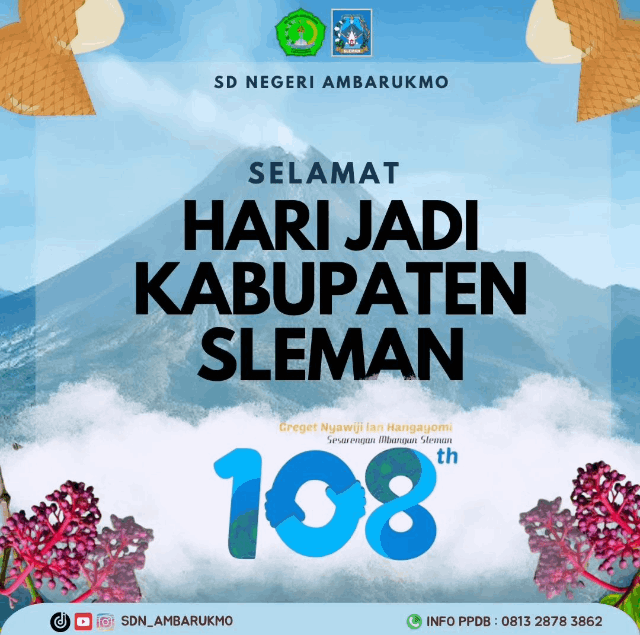 SLEMAN
SD NEGERI AMBARUKMO
SELAMAT
HARI JADI
KABUPATEN
SLEMAN
Greget Nyawiji lan Hangayomi
Sesarengan Mbangun Sleman
108th
SDN_AMBARUKMO
INFO PPDB : 0813 2878 3862